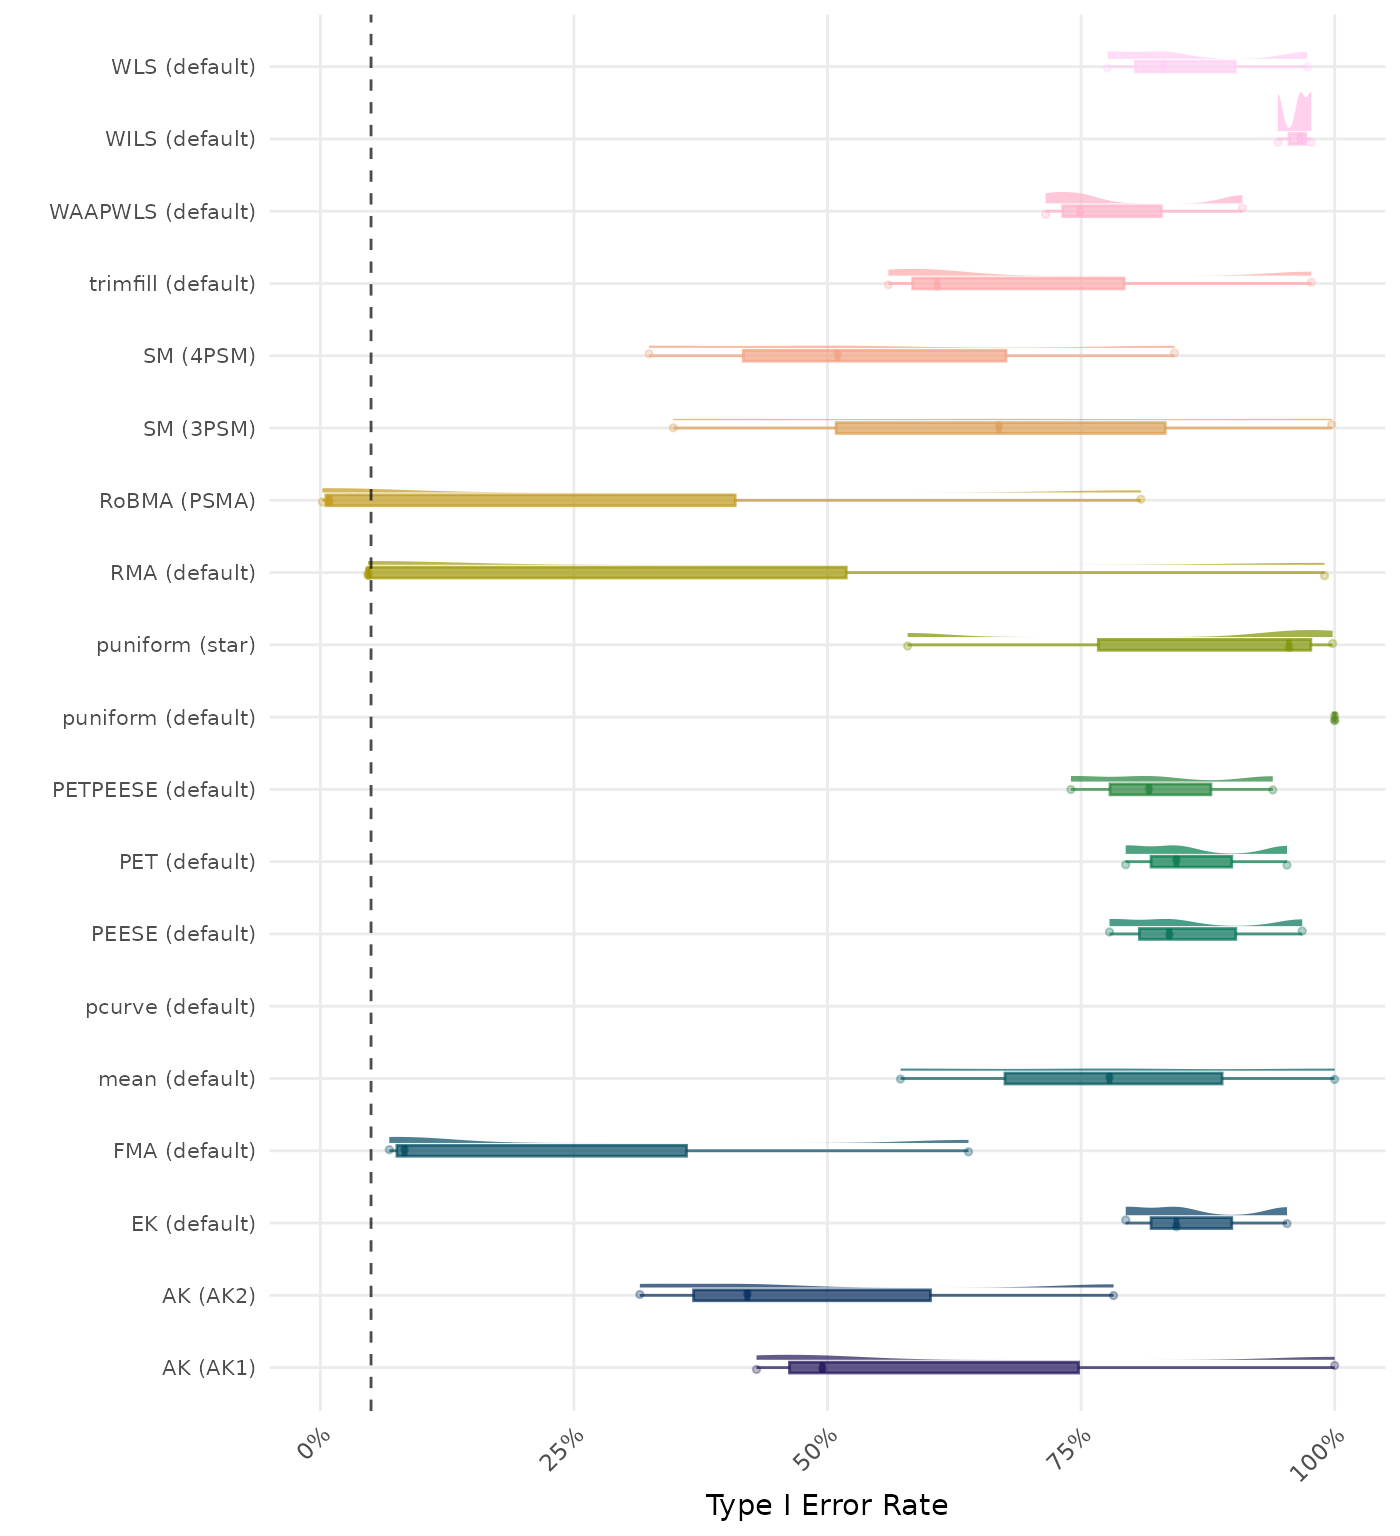 WLS (default)
WILS (default)
WAAPWLS (default)
trimfill (default)
SM (4PSM)
SM (3PSM)
RoBMA (PSMA)
RMA (default)
puniform (star)
puniform (default)
PETPEESE (default)
PET (default)
PEESE (default)
pcurve (default)
mean (default)
FMA (default)
EK (default)
AK (AK2)
AK (AK1)
0%
25%
50%
75%
100%
Type I Error Rate